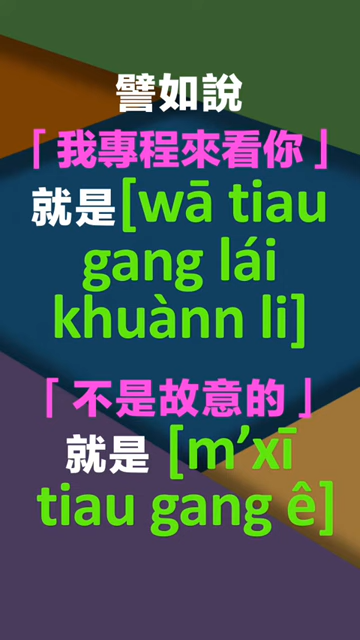 譬如說
「我專程來看你」
就是[wā tiau
gang lái
khuànn li]
「不是故意的」
就是 [m’xī
tiau gang ê]